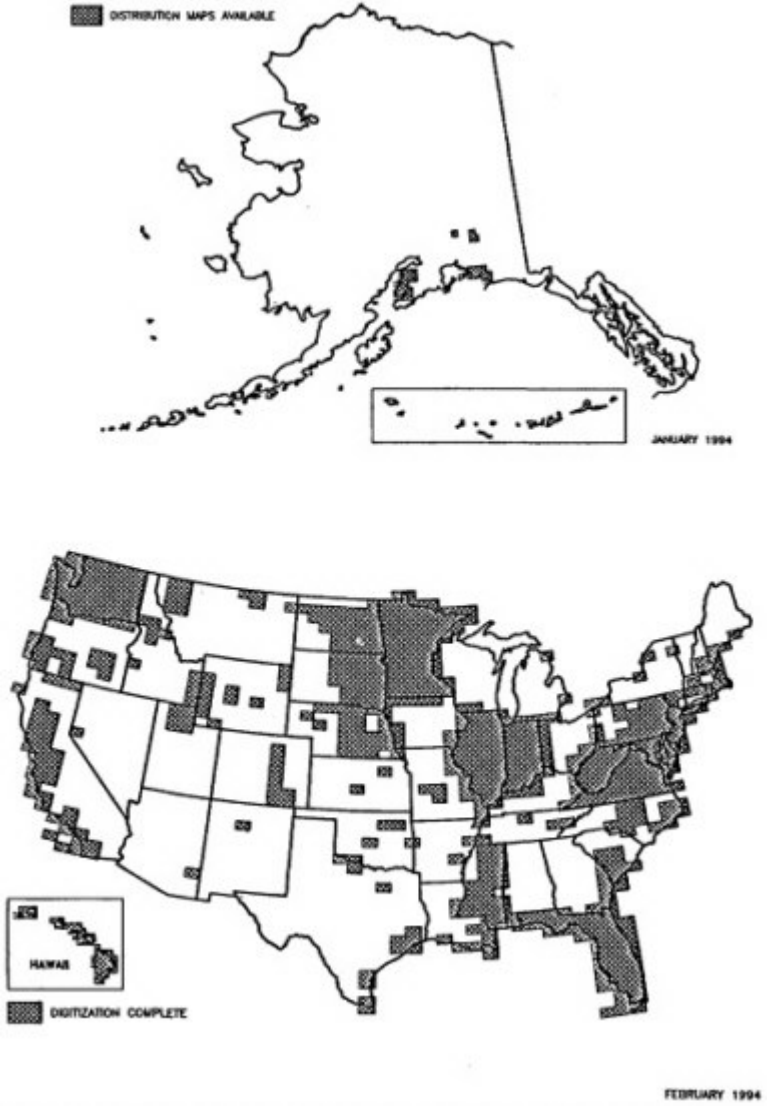 DISTRIBUTION MAPS AVAILABLE
JANUARY 1994
HAWAII
DIGITIZATION COMPLETE
FEBRUARY 1994